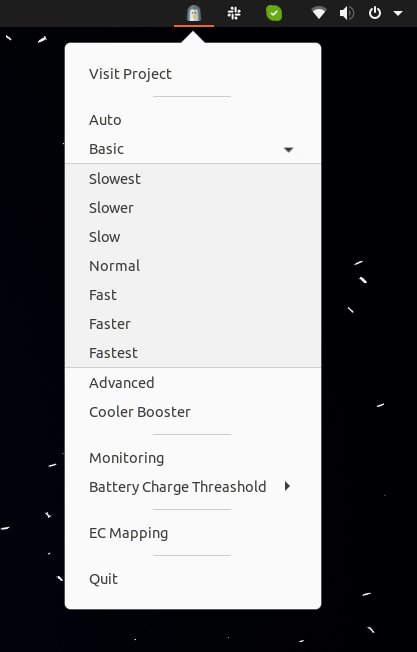 Visit Project
Auto
Basic
Slowest
Slower
Slow
Normal
Fast
Faster
Fastest
Advanced
Cooler Booster
Monitoring
Battery Charge Threashold
EC Mapping
Quit